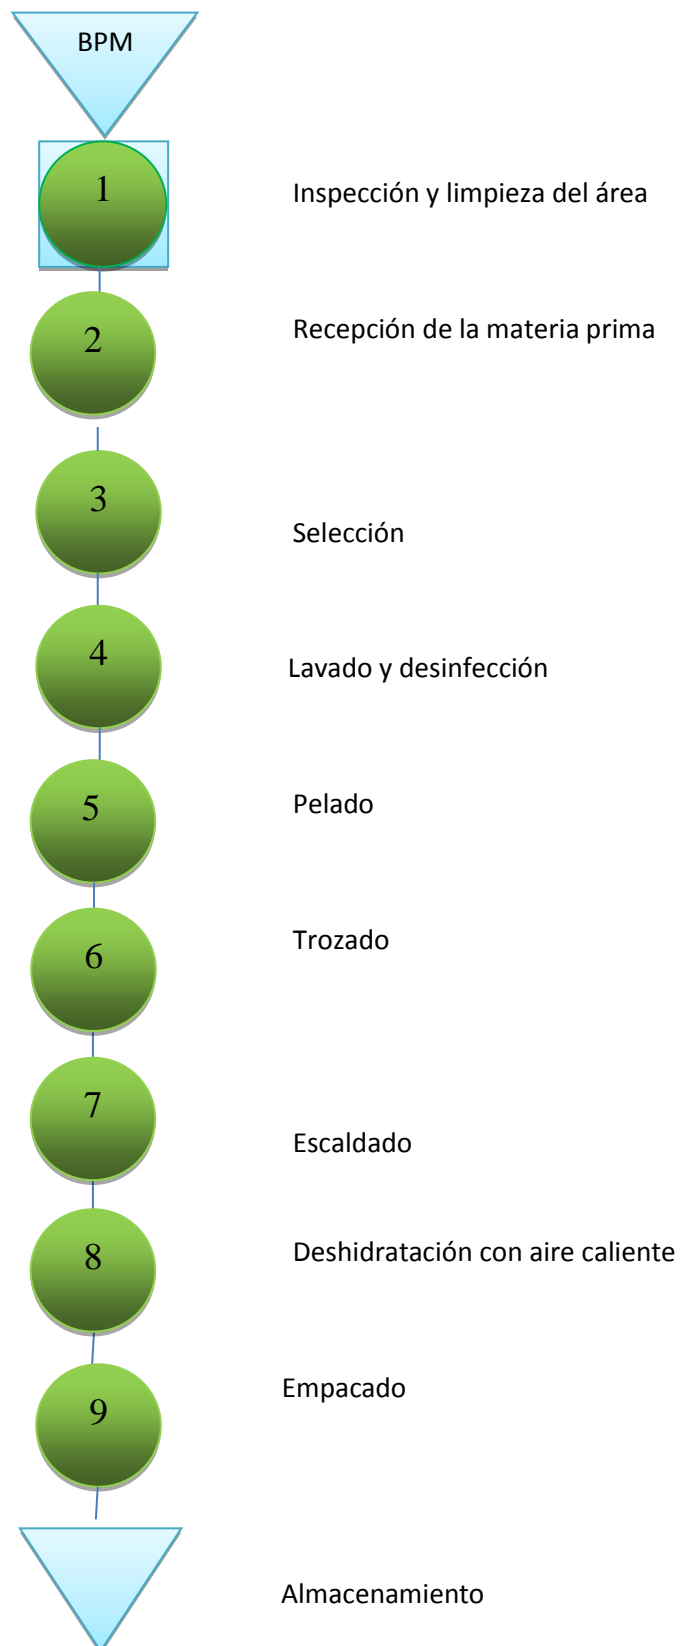 BPM
1
Inspección y limpieza del área
2
Recepción de la materia prima
3
Selección
4
Lavado y desinfección
5
Pelado
6
Trozado
7
Escaldado
8
Deshidratación con aire caliente
9
Empacado
Almacenamiento